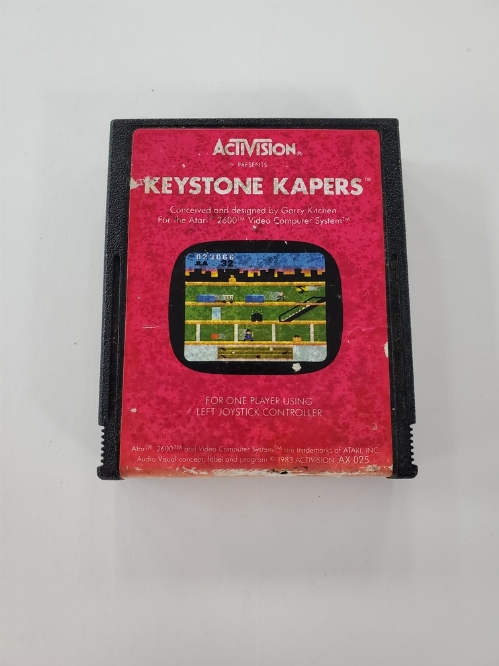 ACTIVISION®
PRESENTS
KEYSTONE KAPERS™
Conceived and designed by Garry Kitchen
For the Atari® 2600™ Video Computer System™
023066
32
FOR ONE PLAYER USING
LEFT JOYSTICK CONTROLLER
Atari®, 2600™ and Video Computer System™ are trademarks of ATARI, INC.
Audio Visual concept, label and program © 1983 ACTIVISION AX-025